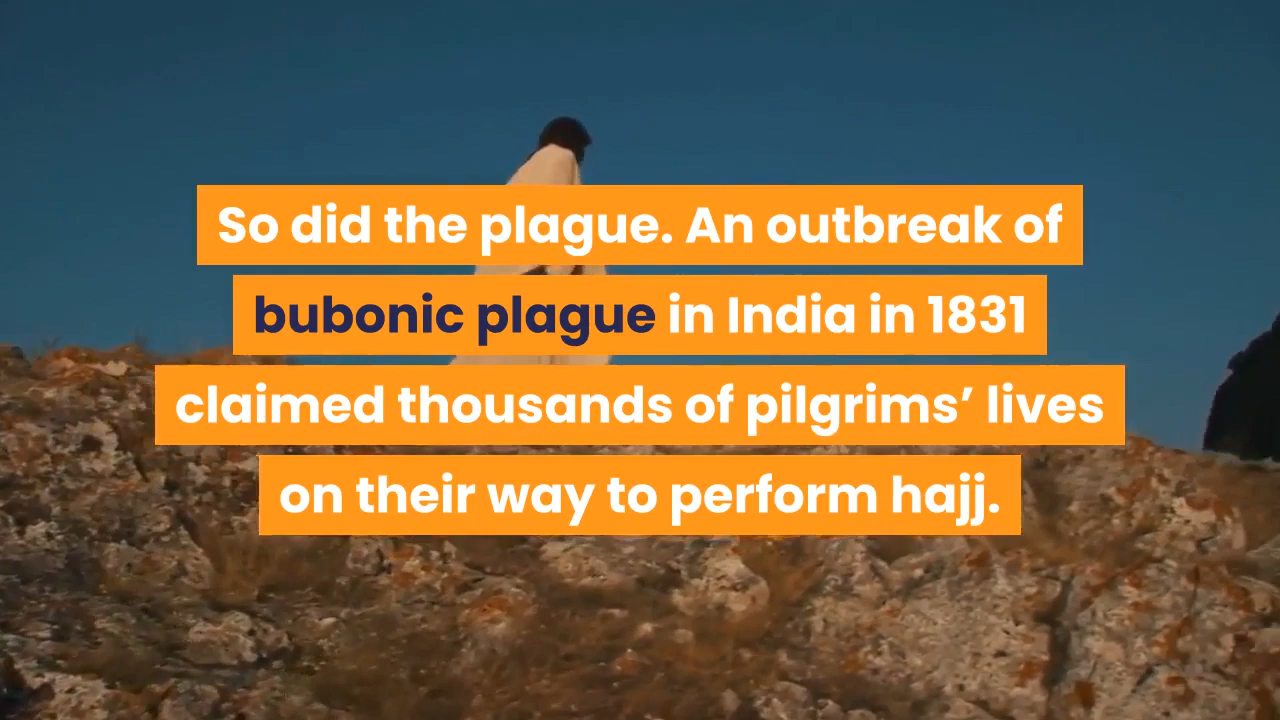 So did the plague. An outbreak of
bubonic plague in India in 1831
claimed thousands of pilgrims’ lives
on their way to perform hajj.